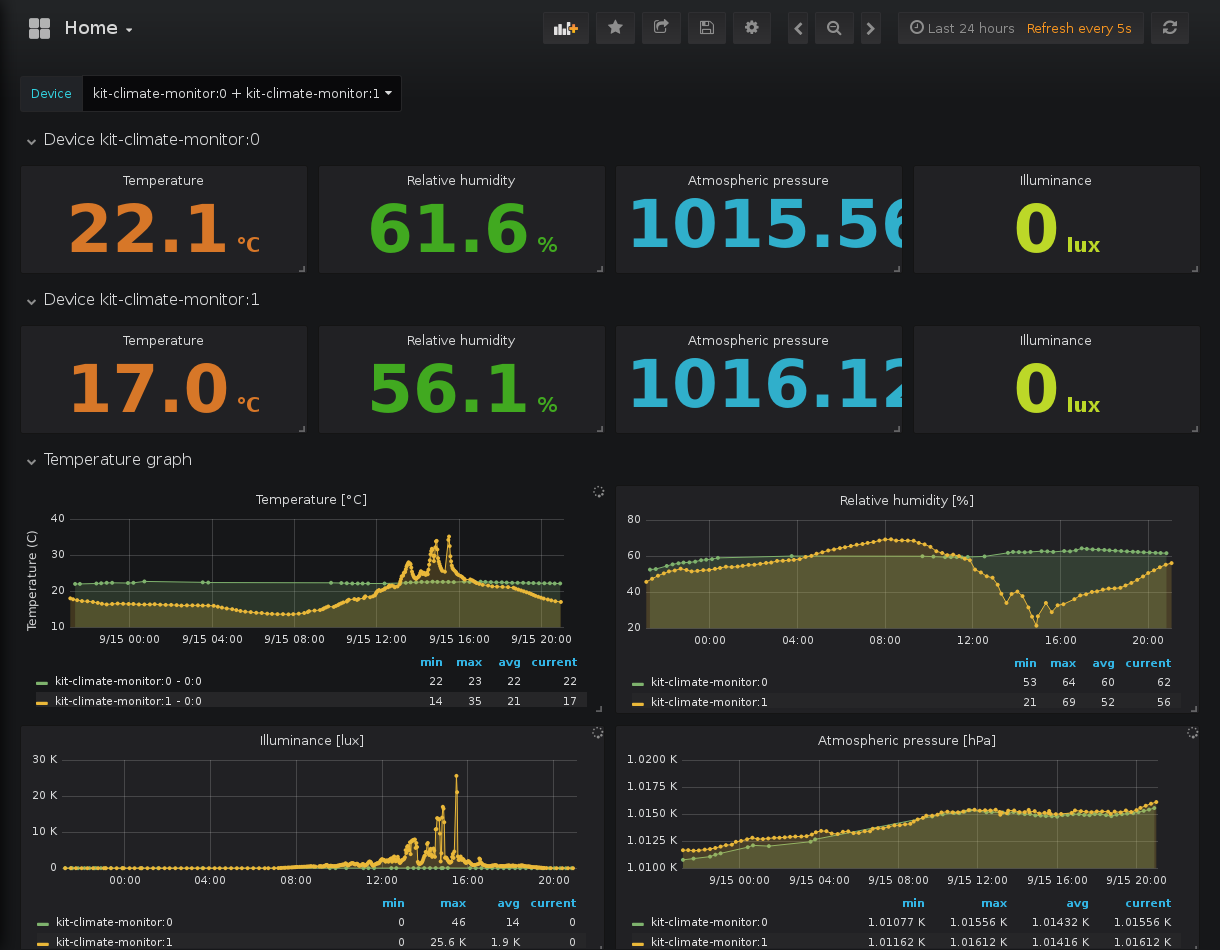 Home
Last 24 hours Refresh every 5s
Device kit-climate-monitor:0 + kit-climate-monitor:1
Device kit-climate-monitor:0
Temperature Relative humidity Atmospheric pressure Illuminance
22.1 °C 61.6 % 1015.56 0 lux
Device kit-climate-monitor:1
Temperature Relative humidity Atmospheric pressure Illuminance
17.0 °C 56.1 % 1016.12 0 lux
Temperature graph
Temperature [°C]
Temperature (C)
40
30
20
10
9/15 00:00 9/15 04:00 9/15 08:00 9/15 12:00 9/15 16:00 9/15 20:00
min max avg current
kit-climate-monitor:0 - 0:0 22 23 22 22
kit-climate-monitor:1 - 0:0 14 35 21 17
Relative humidity [%]
80
60
40
20
00:00 04:00 08:00 12:00 16:00 20:00
min max avg current
kit-climate-monitor:0 53 64 60 62
kit-climate-monitor:1 21 69 52 56
Illuminance [lux]
30 K
20 K
10 K
0
00:00 04:00 08:00 12:00 16:00 20:00
min max avg current
kit-climate-monitor:0 0 46 14 0
kit-climate-monitor:1 0 25.6 K 1.9 K 0
Atmospheric pressure [hPa]
1.0200 K
1.0175 K
1.0150 K
1.0125 K
1.0100 K
9/15 00:00 9/15 04:00 9/15 08:00 9/15 12:00 9/15 16:00 9/15 20:00
min max avg current
kit-climate-monitor:0 1.01077 K 1.01556 K 1.01432 K 1.01556 K
kit-climate-monitor:1 1.01162 K 1.01612 K 1.01416 K 1.01612 K